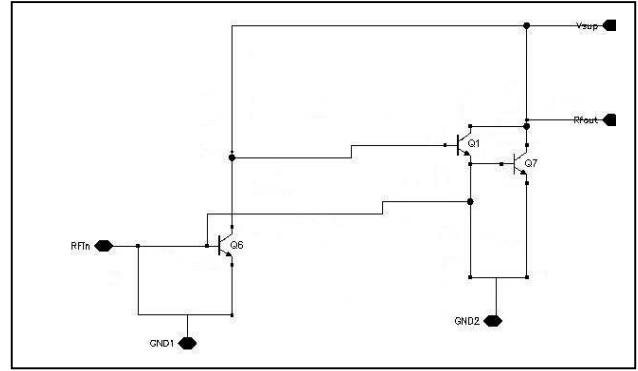 Vsup
Rfout
Q1
Q7
RFIn
Q6
GND2
GND1